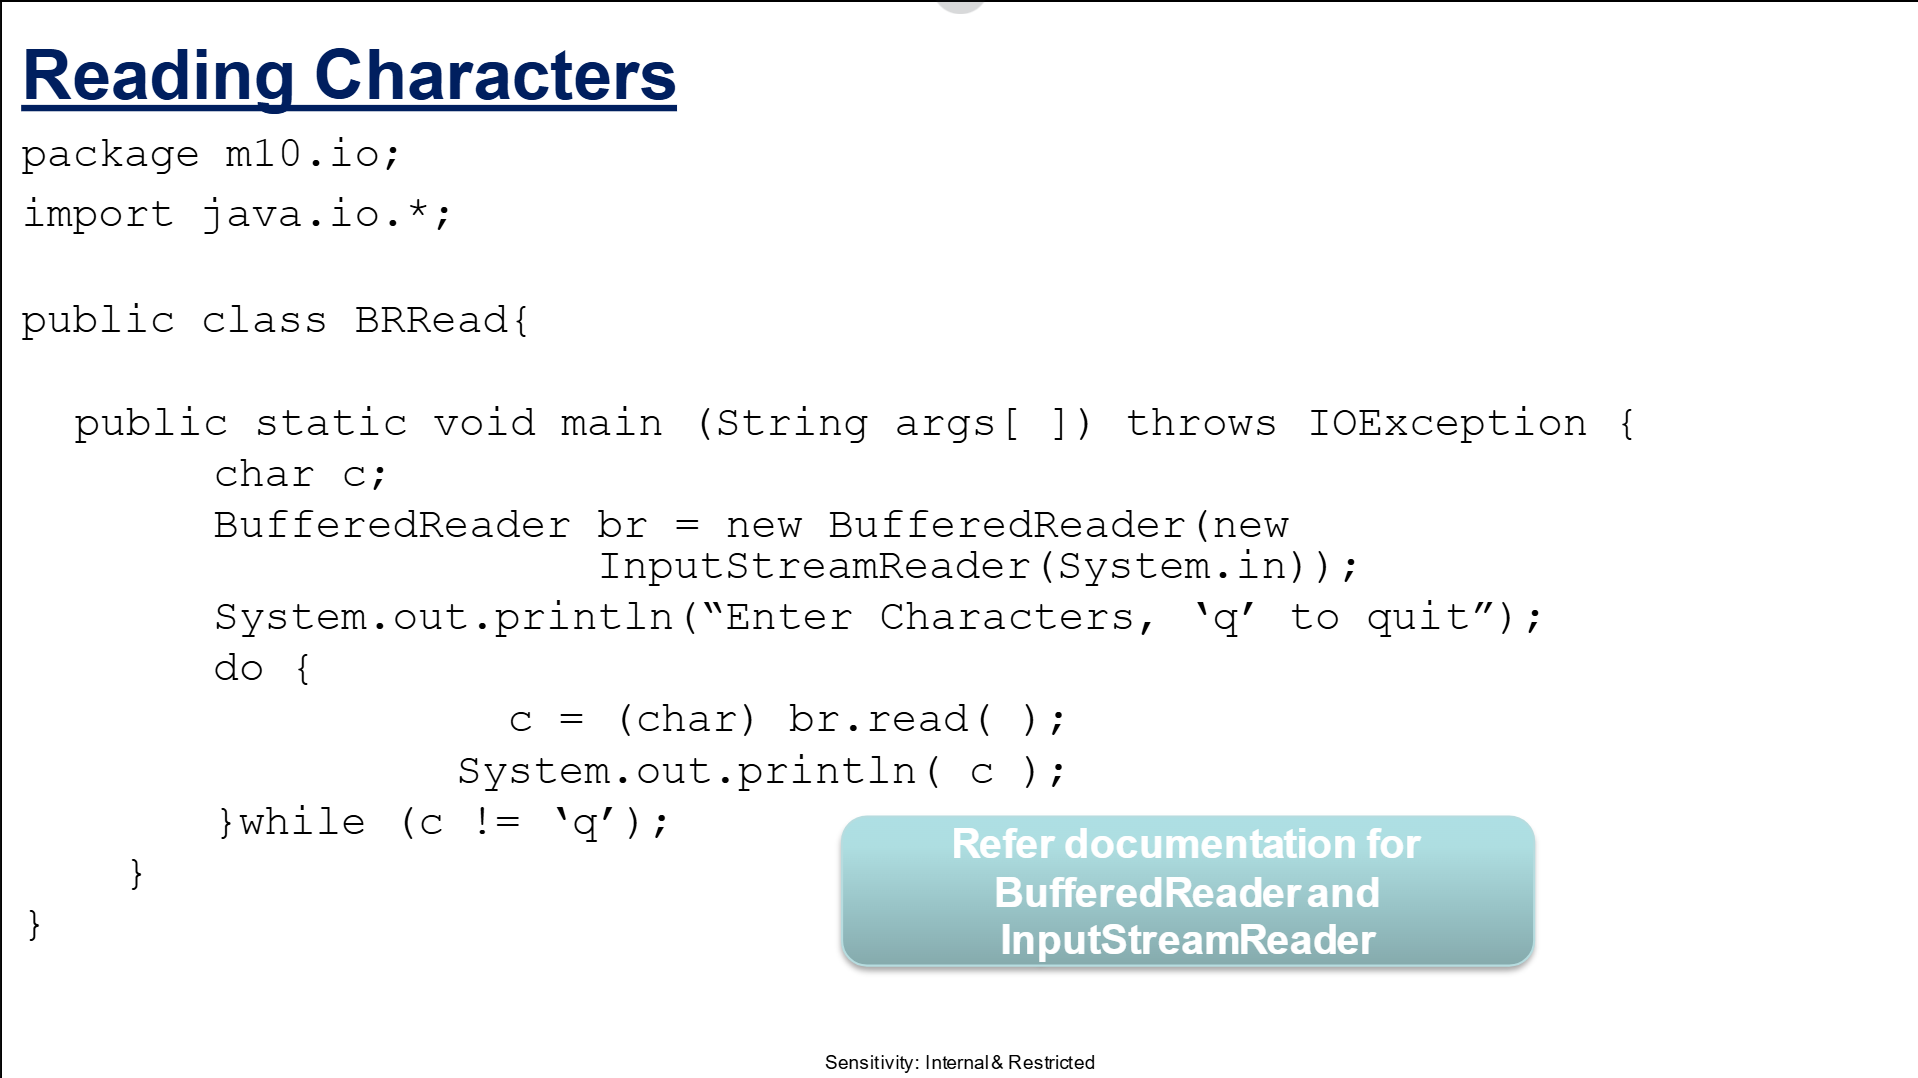 Reading Characters
package m10.io;
import java.io.*;
public class BRRead{
public static void main (String args[ ]) throws IOException {
char c;
BufferedReader br = new BufferedReader(new
InputStreamReader(System.in));
System.out.println(“Enter Characters, ‘q’ to quit”);
do {
c = (char) br.read( );
System.out.println( c );
}while (c != ‘q’);
}
}
Refer documentation for
BufferedReader and
InputStreamReader
Sensitivity: Internal & Restricted